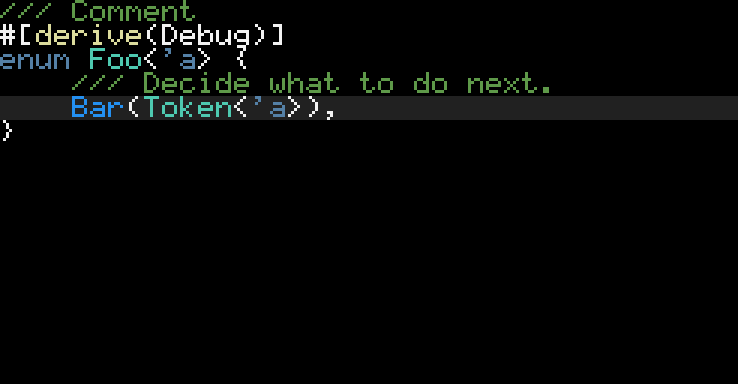 /// Comment
#[derive(Debug)]
enum Foo<'a> {
    /// Decide what to do next.
    Bar(Token<'a>),
}